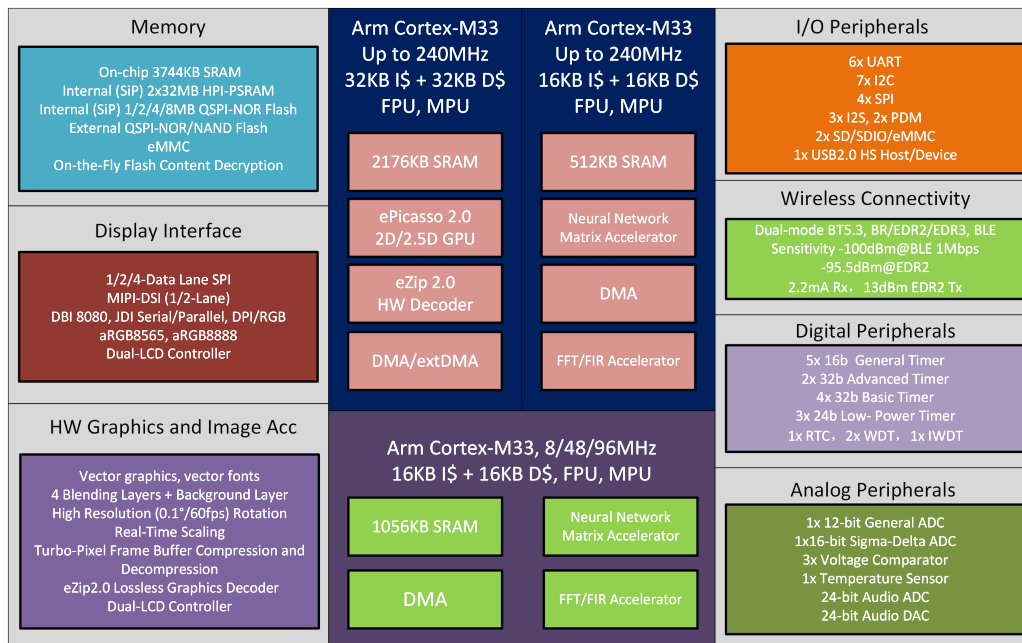 Memory
On-chip 3744KB SRAM
Internal (SiP) 2x32MB HPI-PSRAM
Internal (SiP) 1/2/4/8MB QSPI-NOR Flash
External QSPI-NOR/NAND Flash
eMMC
On-the-Fly Flash Content Decryption
Display Interface
1/2/4-Data Lane SPI
MIPI-DSI (1/2-Lane)
DBI 8080, JDI Serial/Parallel, DPI/RGB
aRGB8565, aRGB8888
Dual-LCD Controller
HW Graphics and Image Acc
Vector graphics, vector fonts
4 Blending Layers + Background Layer
High Resolution (0.1°/60fps) Rotation
Real-Time Scaling
Turbo-Pixel Frame Buffer Compression and
Decompression
eZip2.0 Lossless Graphics Decoder
Dual-LCD Controller
Arm Cortex-M33
Up to 240MHz
32KB I$ + 32KB D$
FPU, MPU
2176KB SRAM
ePicasso 2.0
2D/2.5D GPU
eZip 2.0
HW Decoder
DMA/extDMA
Arm Cortex-M33
Up to 240MHz
16KB I$ + 16KB D$
FPU, MPU
512KB SRAM
Neural Network
Matrix Accelerator
DMA
FFT/FIR Accelerator
Arm Cortex-M33, 8/48/96MHz
16KB I$ + 16KB D$, FPU, MPU
1056KB SRAM
Neural Network
Matrix Accelerator
DMA
FFT/FIR Accelerator
I/O Peripherals
6x UART
7x I2C
4x SPI
3x I2S, 2x PDM
2x SD/SDIO/eMMC
1x USB2.0 HS Host/Device
Wireless Connectivity
Dual-mode BT5.3, BR/EDR2/EDR3, BLE
Sensitivity -100dBm@BLE 1Mbps
-95.5dBm@EDR2
2.2mA Rx，13dBm EDR2 Tx
Digital Peripherals
5x 16b General Timer
2x 32b Advanced Timer
4x 32b Basic Timer
3x 24b Low- Power Timer
1x RTC，2x WDT，1x IWDT
Analog Peripherals
1x 12-bit General ADC
1x16-bit Sigma-Delta ADC
3x Voltage Comparator
1x Temperature Sensor
24-bit Audio ADC
24-bit Audio DAC